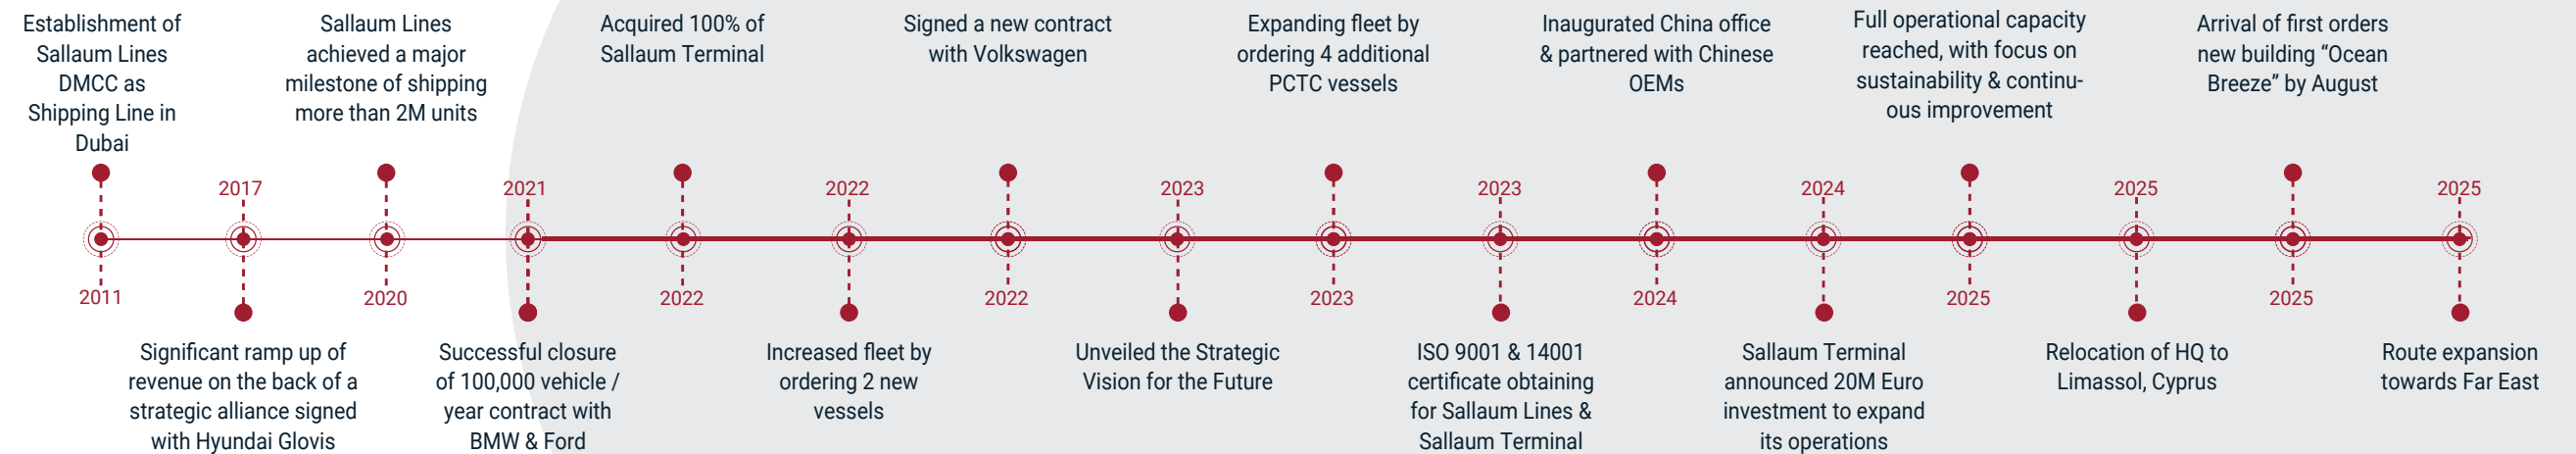 Establishment of
Sallaum Lines
DMCC as
Shipping Line in
Dubai
2011
2017
Significant ramp up of
revenue on the back of a
strategic alliance signed
with Hyundai Glovis
Sallaum Lines
achieved a major
milestone of shipping
more than 2M units
2020
2021
Successful closure
of 100,000 vehicle /
year contract with
BMW & Ford
Acquired 100% of
Sallaum Terminal
2022
2022
Increased fleet by
ordering 2 new
vessels
Signed a new contract
with Volkswagen
2022
2023
Unveiled the Strategic
Vision for the Future
Expanding fleet by
ordering 4 additional
PCTC vessels
2023
2023
ISO 9001 & 14001
certificate obtaining
for Sallaum Lines &
Sallaum Terminal
Inaugurated China office
& partnered with Chinese
OEMs
2024
2024
Sallaum Terminal
announced 20M Euro
investment to expand
its operations
Full operational capacity
reached, with focus on
sustainability & continu-
ous improvement
2025
2025
Relocation of HQ to
Limassol, Cyprus
Arrival of first orders
new building “Ocean
Breeze” by August
2025
2025
Route expansion
towards Far East